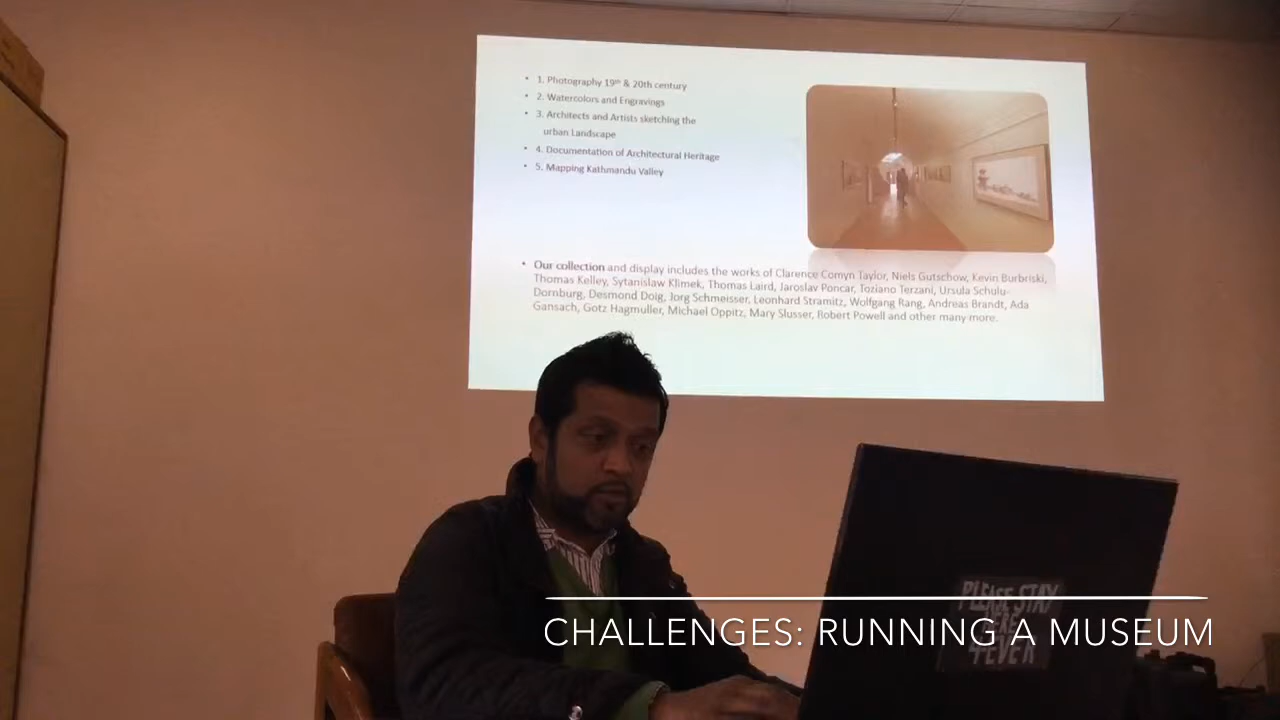 • 1. Photography 19th & 20th century
• 2. Watercolors and Engravings
• 3. Architects and Artists sketching the
urban Landscape
• 4. Documentation of Architectural Heritage
• 5. Mapping Kathmandu Valley
• Our collection and display includes the works of Clarence Comyn Taylor, Niels Gutschow, Kevin Burbriski,
Thomas Kelley, Sytanislaw Klimek, Thomas Laird, Jaroslav Poncar, Toziano Terzani, Ursula Schulu-
Dornburg, Desmond Doig, Jorg Schmeisser, Leonhard Stramitz, Wolfgang Rang, Andreas Brandt, Ada
Gansach, Gotz Hagmuller, Michael Oppitz, Mary Slusser, Robert Powell and other many more.
PLEASE STAY
4EVER
CHALLENGES: RUNNING A MUSEUM